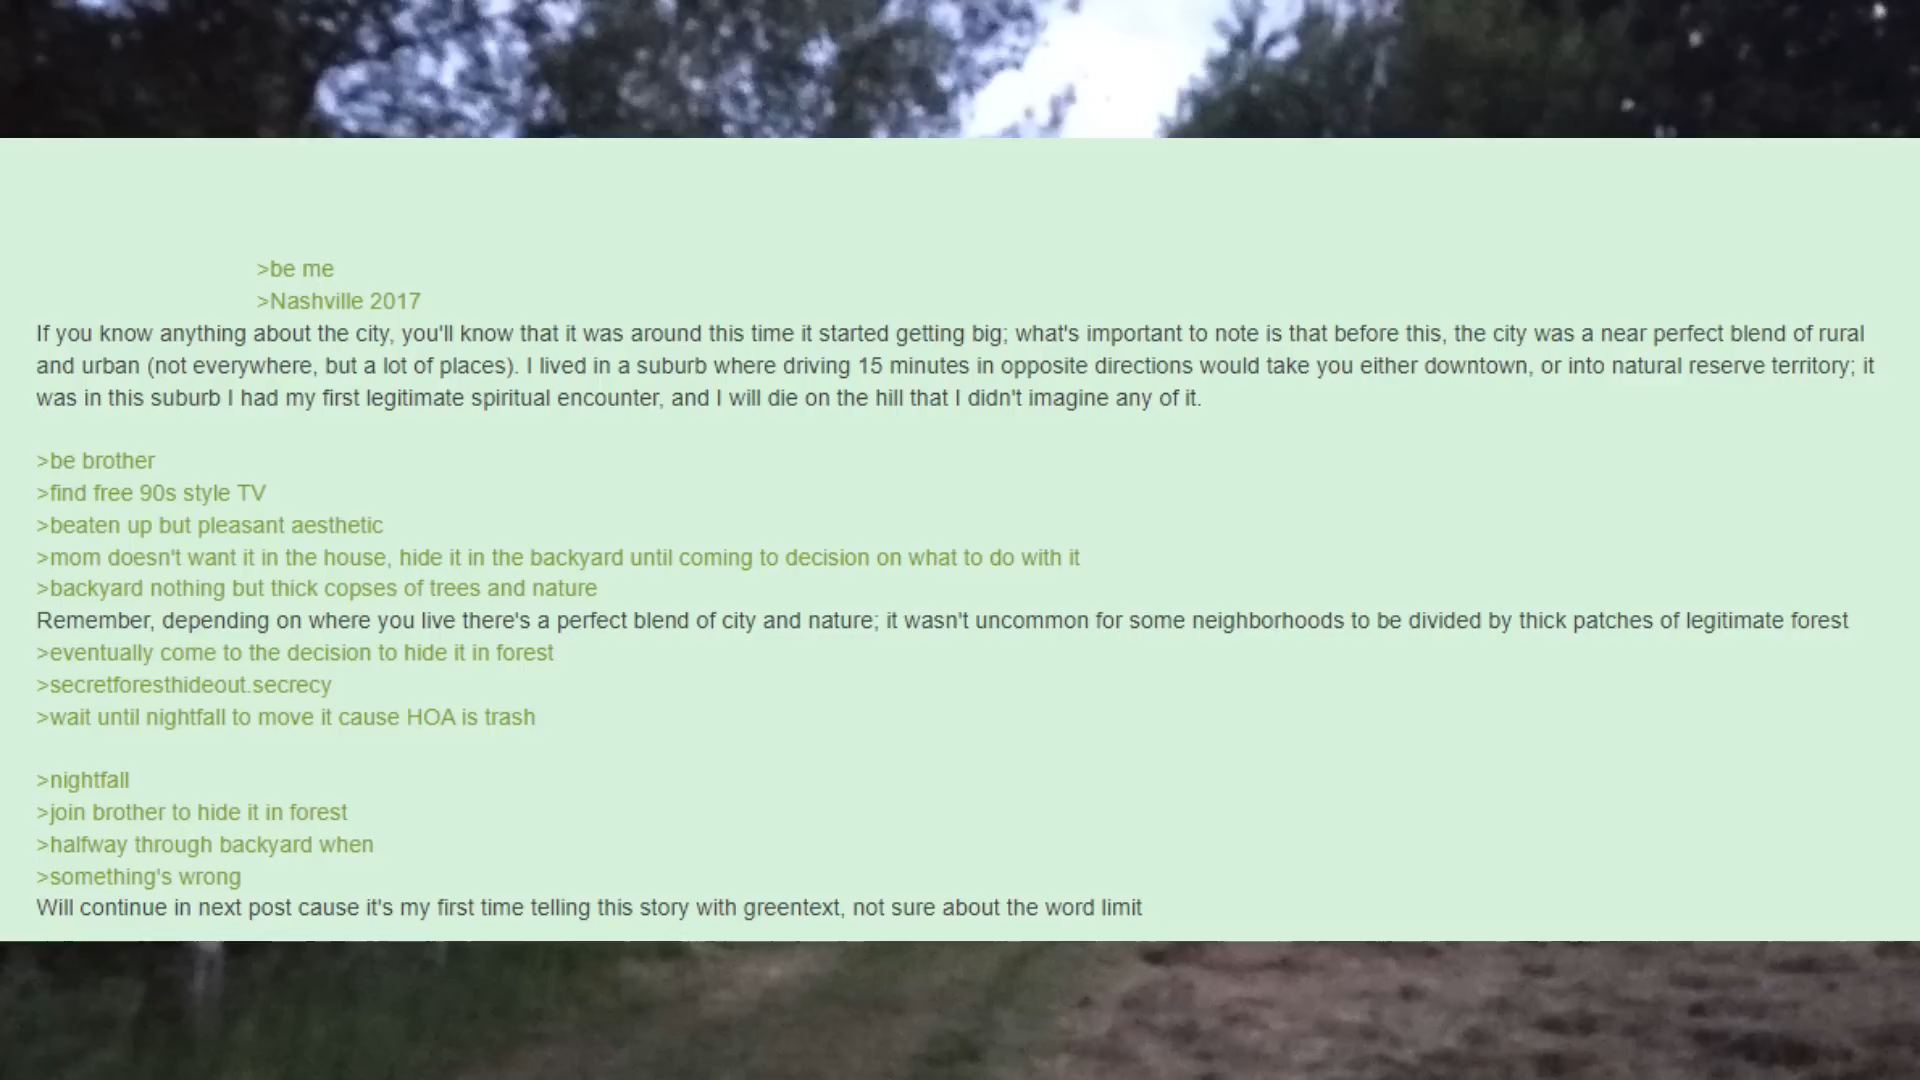 >be me
>Nashville 2017
If you know anything about the city, you'll know that it was around this time it started getting big; what's important to note is that before this, the city was a near perfect blend of rural
and urban (not everywhere, but a lot of places). I lived in a suburb where driving 15 minutes in opposite directions would take you either downtown, or into natural reserve territory; it
was in this suburb I had my first legitimate spiritual encounter, and I will die on the hill that I didn't imagine any of it.
>be brother
>find free 90s style TV
>beaten up but pleasant aesthetic
>mom doesn't want it in the house, hide it in the backyard until coming to decision on what to do with it
>backyard nothing but thick copses of trees and nature
Remember, depending on where you live there's a perfect blend of city and nature; it wasn't uncommon for some neighborhoods to be divided by thick patches of legitimate forest
>eventually come to the decision to hide it in forest
>secretforesthideout.secrecy
>wait until nightfall to move it cause HOA is trash
>nightfall
>join brother to hide it in forest
>halfway through backyard when
>something's wrong
Will continue in next post cause it's my first time telling this story with greentext, not sure about the word limit